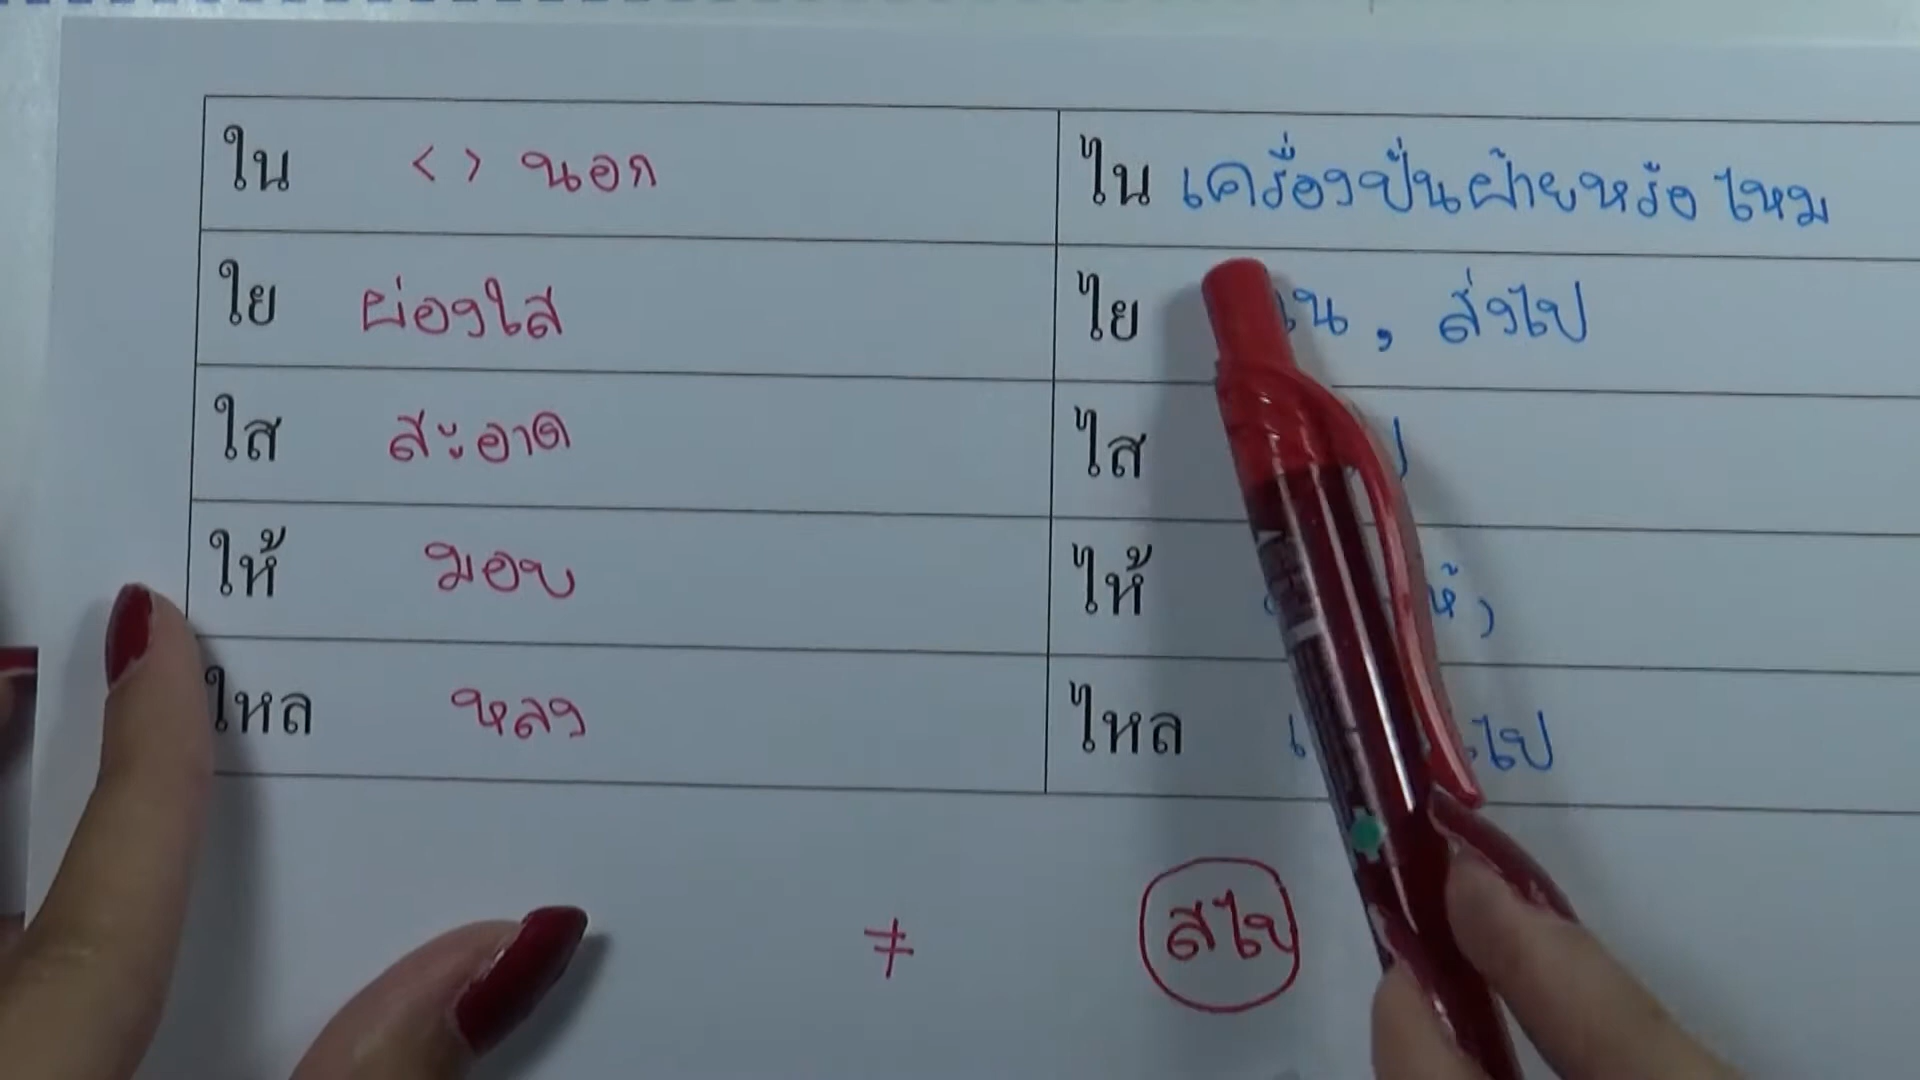 ใน < > นอก ไน เครื่องปั่นฝ้ายหรือ ไหม
ใย ผ่องใส ไย , ส่งไป
ใส สะอาด ไส
ให้ มอบ ไห้
ใหล หลง ไหล
≠ สไบ